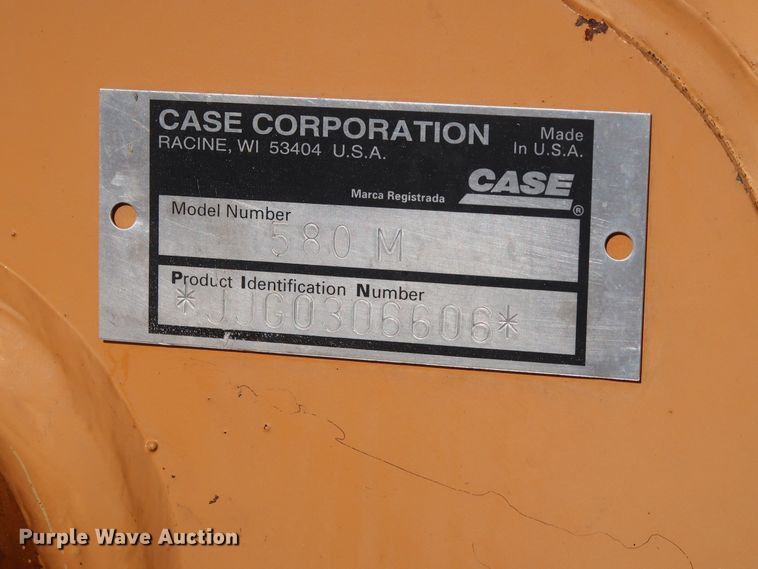 CASE CORPORATION
RACINE, WI 53404 U.S.A.
Made
In U.S.A.
Marca Registrada
CASE®
Model Number
580 M
Product Identification Number
*JJG0306606*
Purple Wave Auction